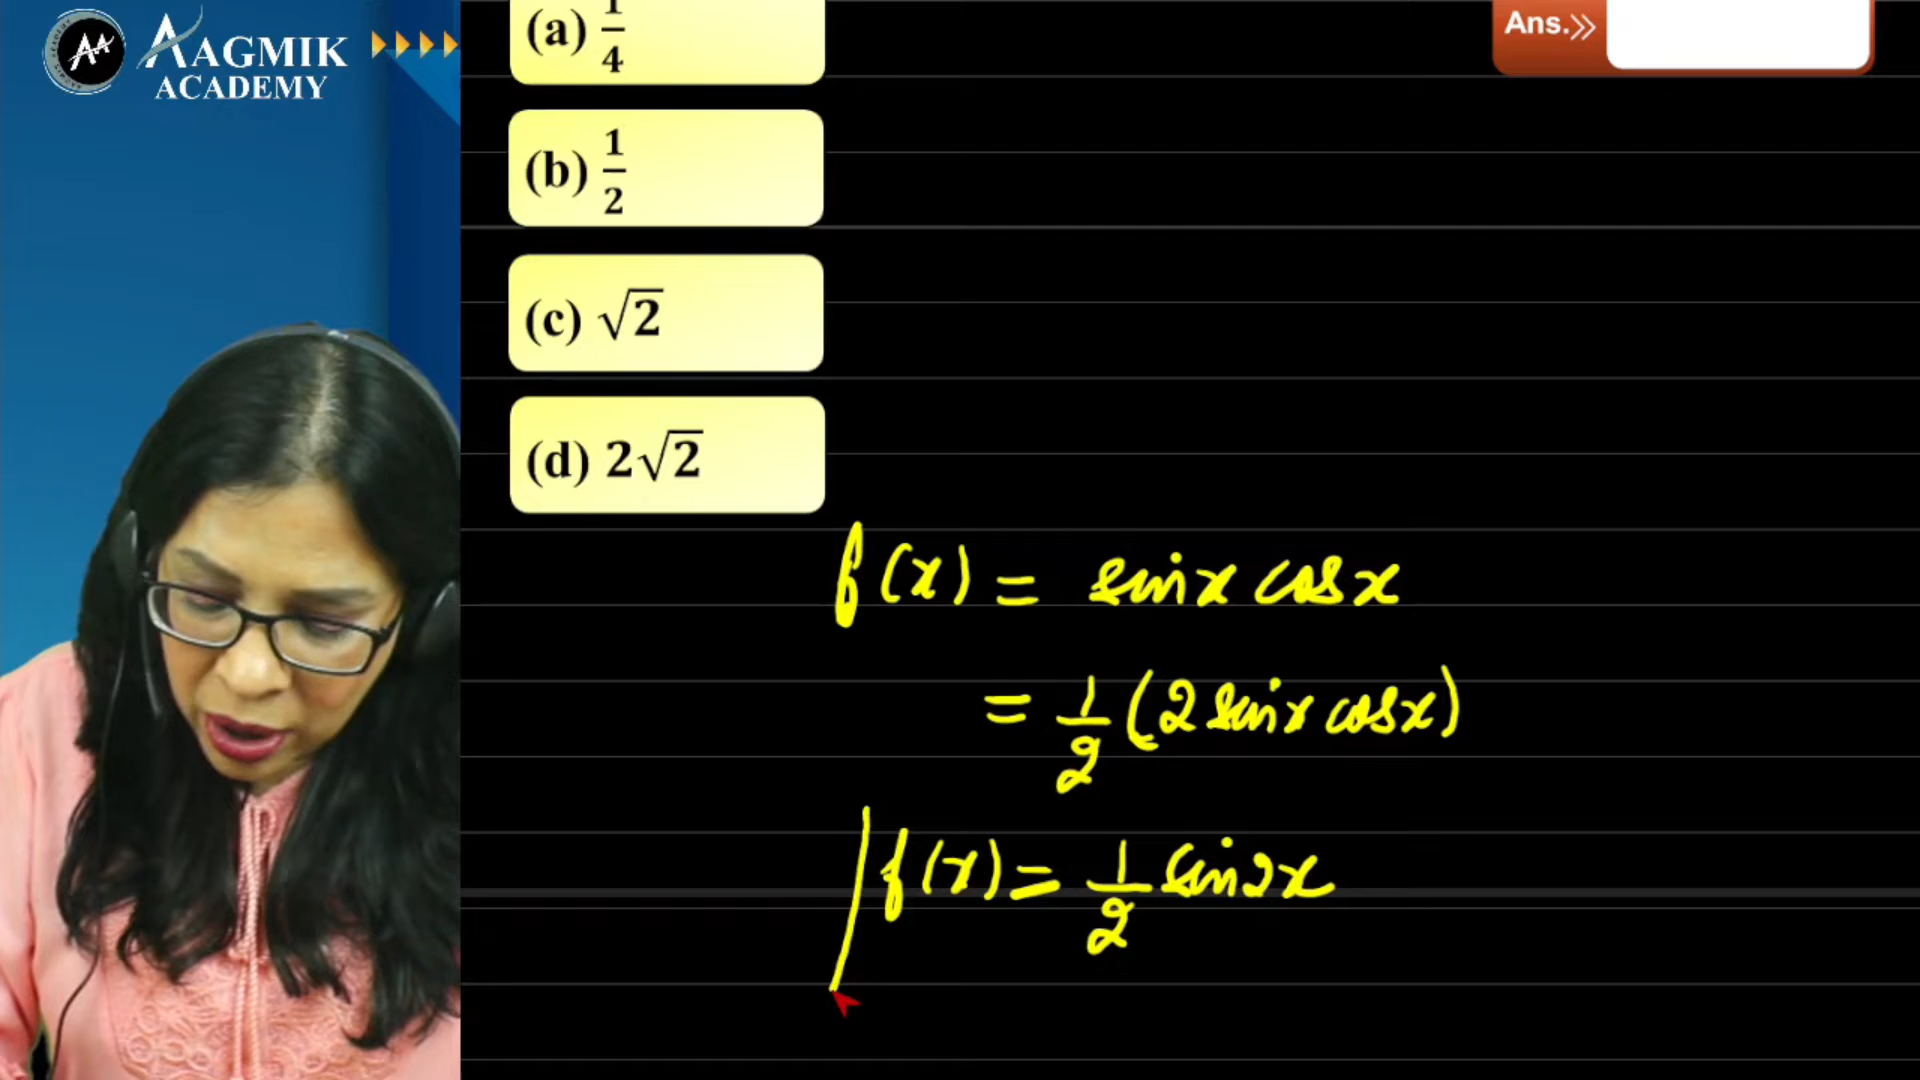 AAGMIK
ACADEMY
Ans.>>
(a) 1/4
(b) 1/2
(c) √2
(d) 2√2
f(x) = sinx cosx
= 1/2 (2 sinx cosx)
f(x) = 1/2 sin2x